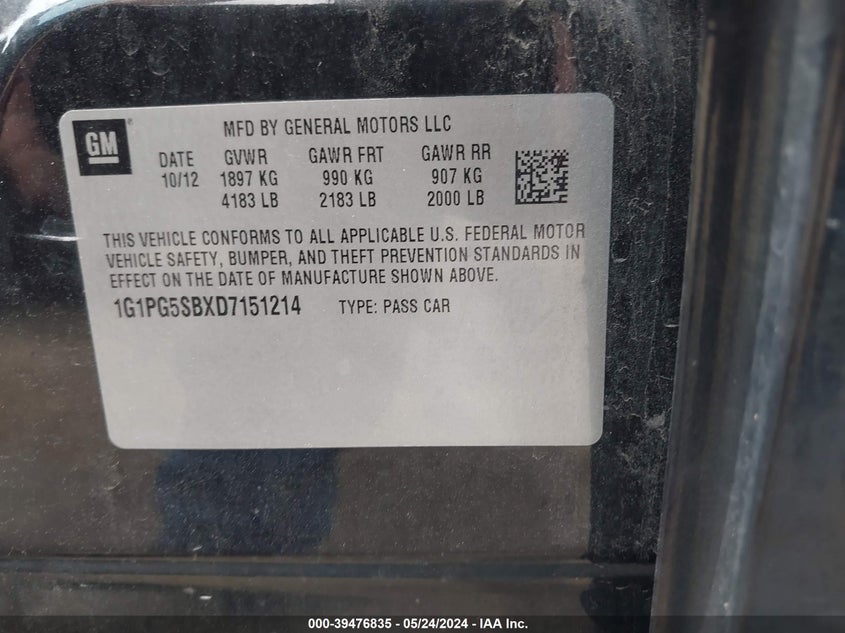 GM
MFD BY GENERAL MOTORS LLC
DATE GVWR GAWR FRT GAWR RR
10/12 1897 KG 990 KG 907 KG
4183 LB 2183 LB 2000 LB
THIS VEHICLE CONFORMS TO ALL APPLICABLE U.S. FEDERAL MOTOR
VEHICLE SAFETY, BUMPER, AND THEFT PREVENTION STANDARDS IN
EFFECT ON THE DATE OF MANUFACTURE SHOWN ABOVE.
1G1PG5SBXD7151214 TYPE: PASS CAR
000-39476835 - 05/24/2024 - IAA Inc.